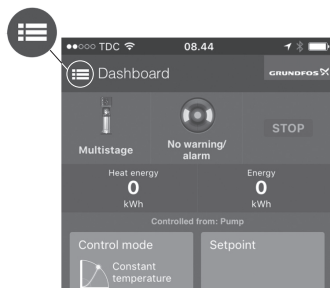 TDC 08.44
Dashboard GRUNDFOS
Multistage No warning/ STOP
alarm
Heat energy Energy
0 0
kWh kWh
Controlled from: Pump
Control mode Setpoint
Constant
temperature